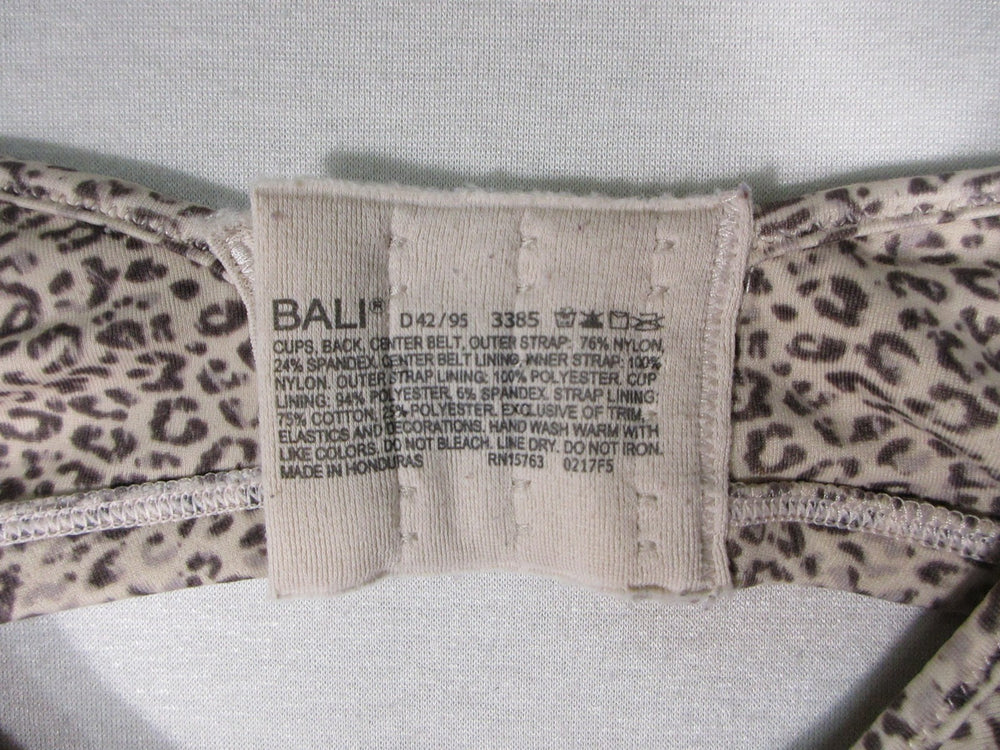 BALI® D42/95 3385
CUPS, BACK, CENTER BELT, OUTER STRAP: 76% NYLON,
24% SPANDEX. CENTER BELT LINING, INNER STRAP: 100%
NYLON. OUTER STRAP LINING: 100% POLYESTER. CUP
LINING: 94% POLYESTER, 6% SPANDEX. STRAP LINING:
75% COTTON, 25% POLYESTER. EXCLUSIVE OF TRIM,
ELASTICS AND DECORATIONS. HAND WASH WARM WITH
LIKE COLORS. DO NOT BLEACH. LINE DRY. DO NOT IRON.
MADE IN HONDURAS RN15763 0217F5